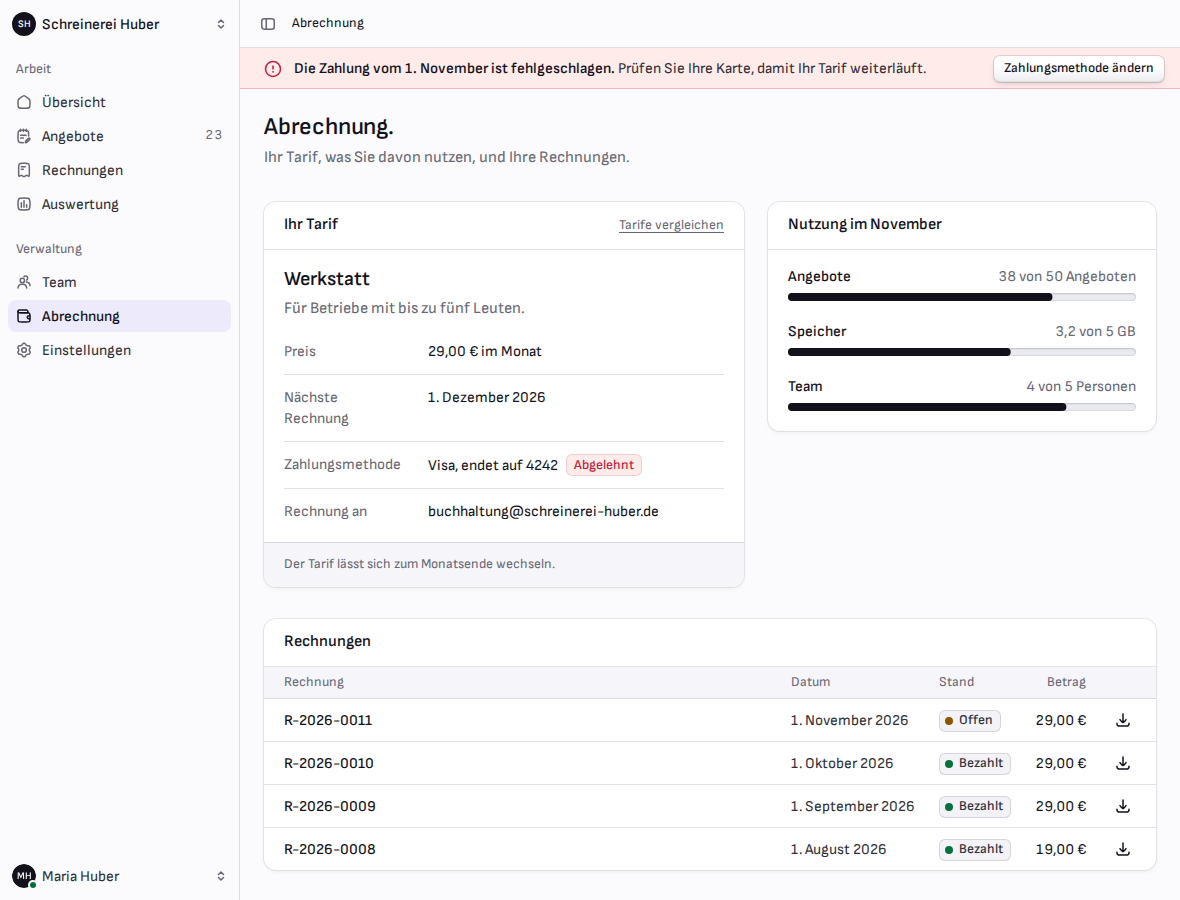 SH Schreinerei Huber
Arbeit
Übersicht
Angebote 23
Rechnungen
Auswertung
Verwaltung
Team
Abrechnung
Einstellungen
MH Maria Huber
Abrechnung
Die Zahlung vom 1. November ist fehlgeschlagen. Prüfen Sie Ihre Karte, damit Ihr Tarif weiterläuft. Zahlungsmethode ändern
Abrechnung.
Ihr Tarif, was Sie davon nutzen, und Ihre Rechnungen.
Ihr Tarif Tarife vergleichen
Werkstatt
Für Betriebe mit bis zu fünf Leuten.
Preis 29,00 € im Monat
Nächste Rechnung 1. Dezember 2026
Zahlungsmethode Visa, endet auf 4242 Abgelehnt
Rechnung an buchhaltung@schreinerei-huber.de
Der Tarif lässt sich zum Monatsende wechseln.
Nutzung im November
Angebote 38 von 50 Angeboten
Speicher 3,2 von 5 GB
Team 4 von 5 Personen
Rechnungen
Rechnung Datum Stand Betrag
R-2026-0011 1. November 2026 Offen 29,00 €
R-2026-0010 1. Oktober 2026 Bezahlt 29,00 €
R-2026-0009 1. September 2026 Bezahlt 29,00 €
R-2026-0008 1. August 2026 Bezahlt 19,00 €